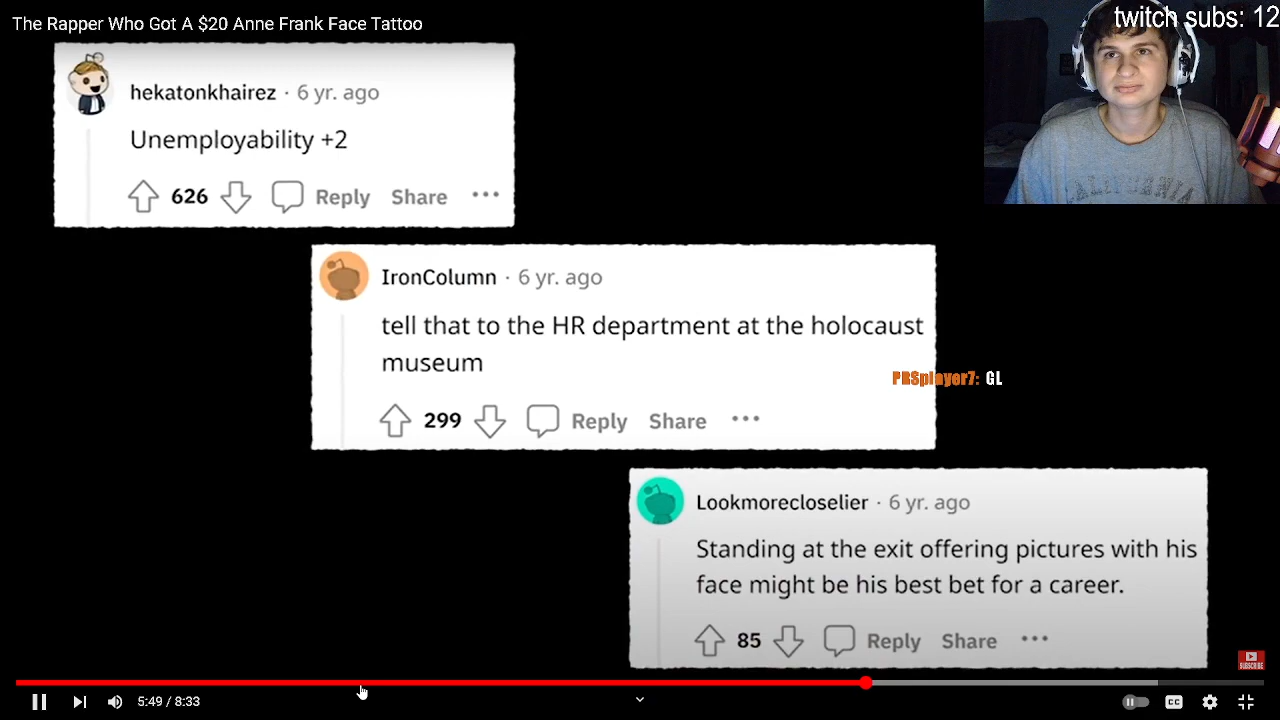 The Rapper Who Got A $20 Anne Frank Face Tattoo
twitch subs: 12
CALIFORNIA
hekatonkhairez · 6 yr. ago
Unemployability +2
626 Reply Share ...
IronColumn · 6 yr. ago
tell that to the HR department at the holocaust
museum
PRSplayer7: GL
299 Reply Share ...
Lookmorecloselier · 6 yr. ago
Standing at the exit offering pictures with his
face might be his best bet for a career.
85 Reply Share ...
SUBSCRIBE
5:49 / 8:33
CC